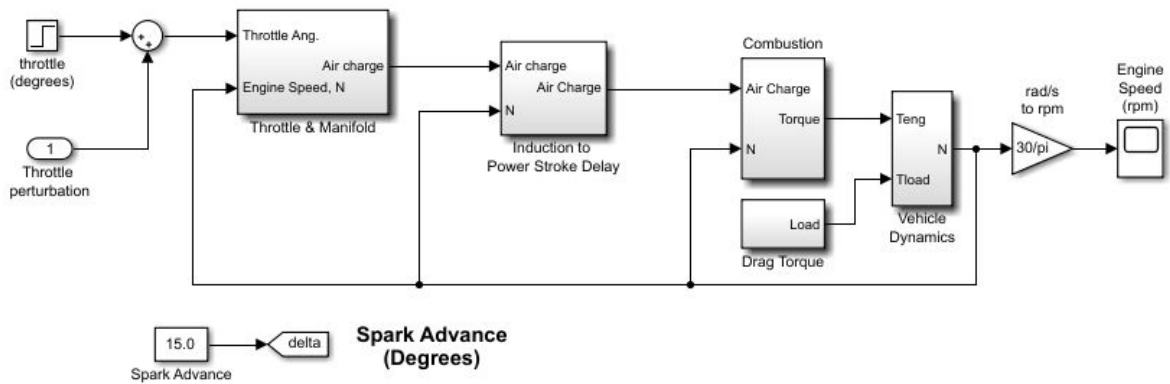 throttle
(degrees)
+
+
1
Throttle
perturbation
Throttle Ang.
Air charge
Engine Speed, N
Throttle & Manifold
Air charge
Air Charge
N
Induction to
Power Stroke Delay
Combustion
Air Charge
Torque
N
Load
Drag Torque
Teng
N
Tload
Vehicle
Dynamics
rad/s
to rpm
30/pi
Engine
Speed
(rpm)
15.0
Spark Advance
delta
Spark Advance
(Degrees)